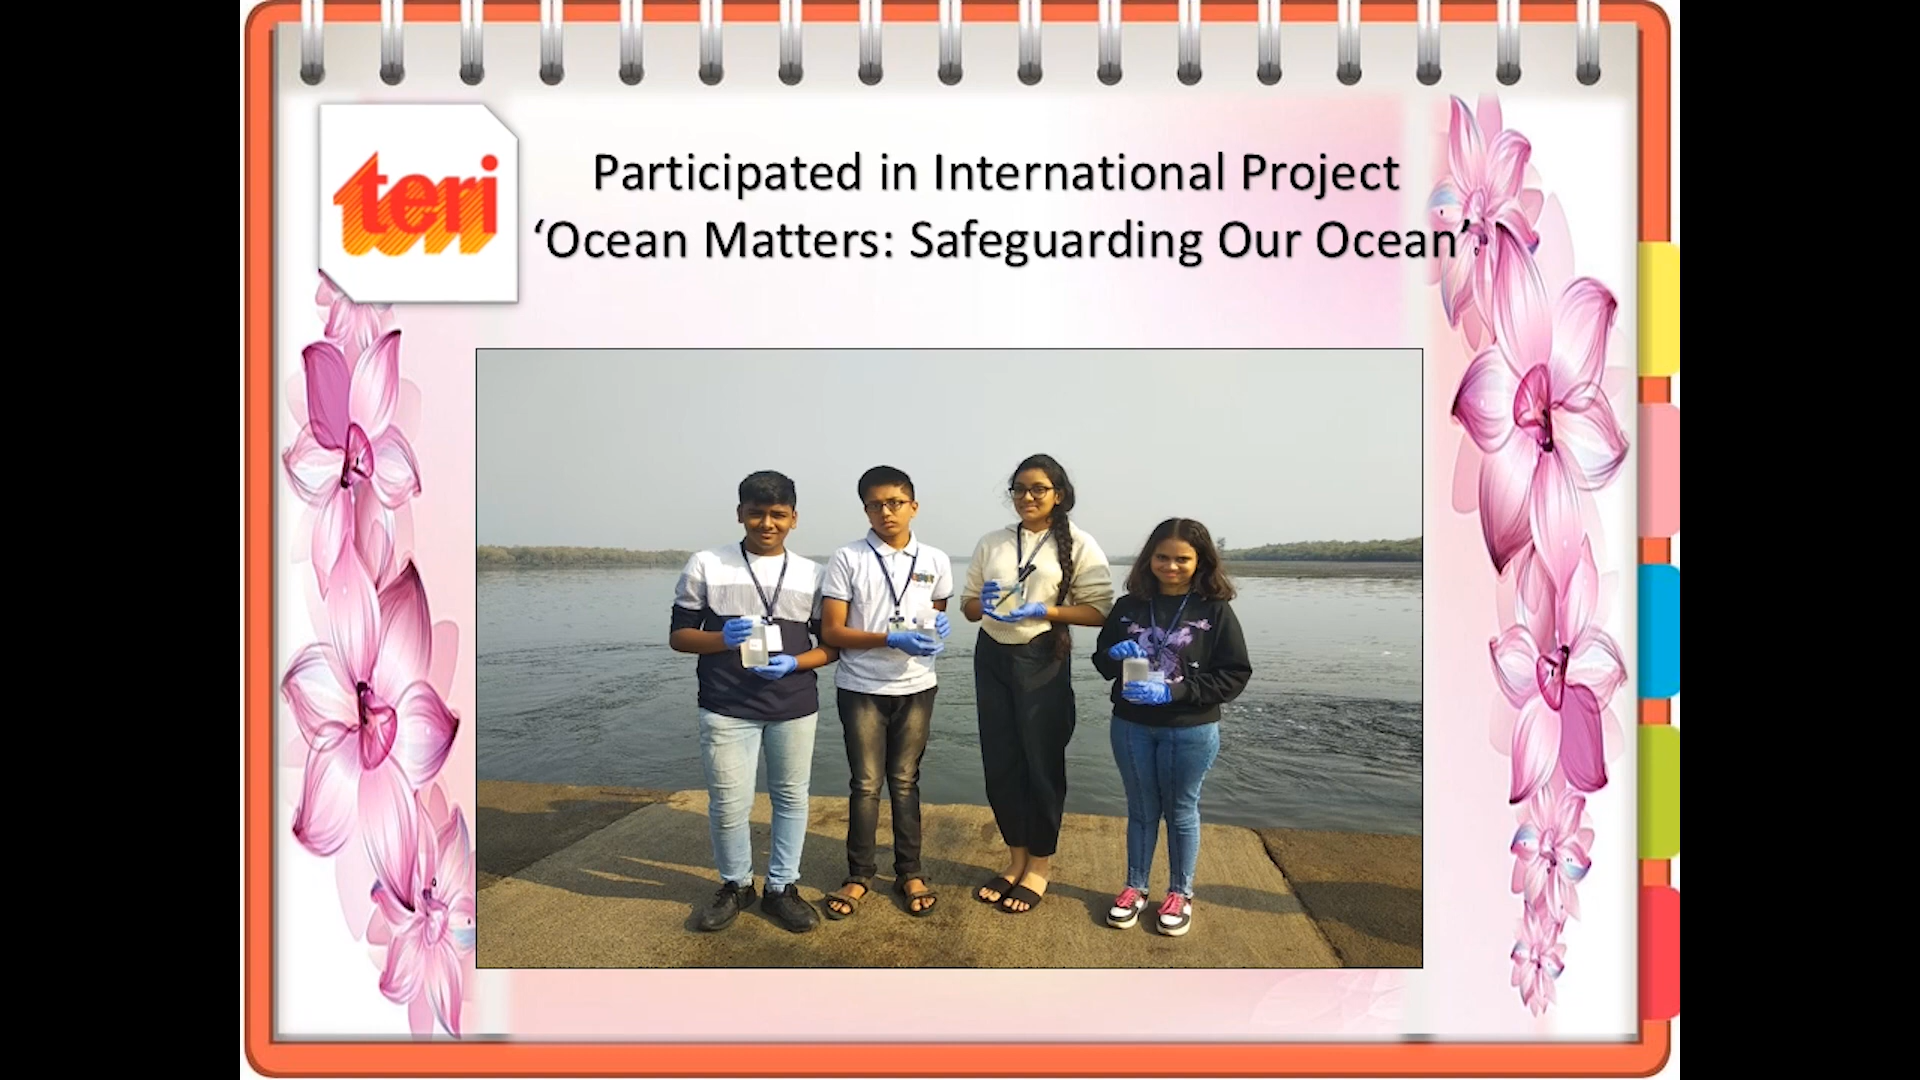 teri
Participated in International Project
‘Ocean Matters: Safeguarding Our Ocean’